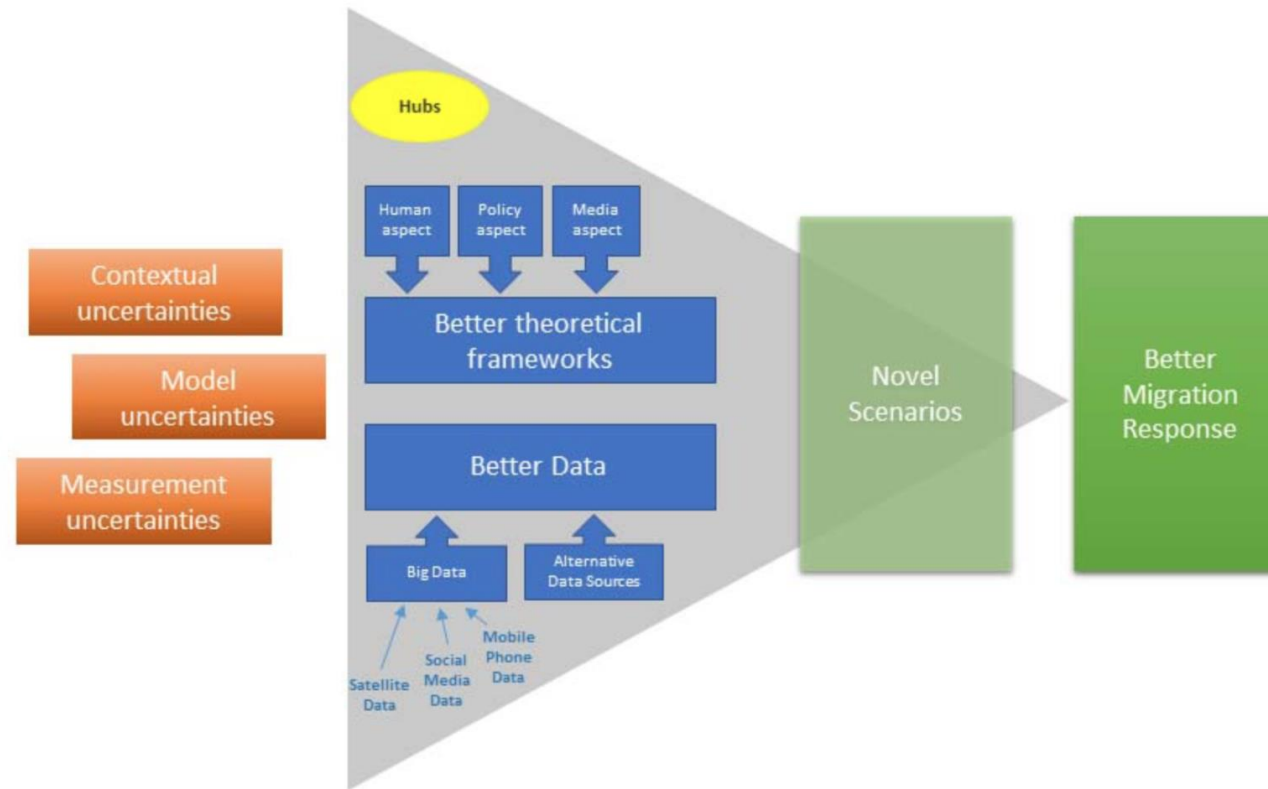 Hubs
Human
aspect
Policy
aspect
Media
aspect
Contextual
uncertainties
Better theoretical
frameworks
Model
uncertainties
Novel
Scenarios
Better
Migration
Response
Measurement
uncertainties
Better Data
Big Data
Alternative
Data Sources
Satellite
Data
Social
Media
Data
Mobile
Phone
Data